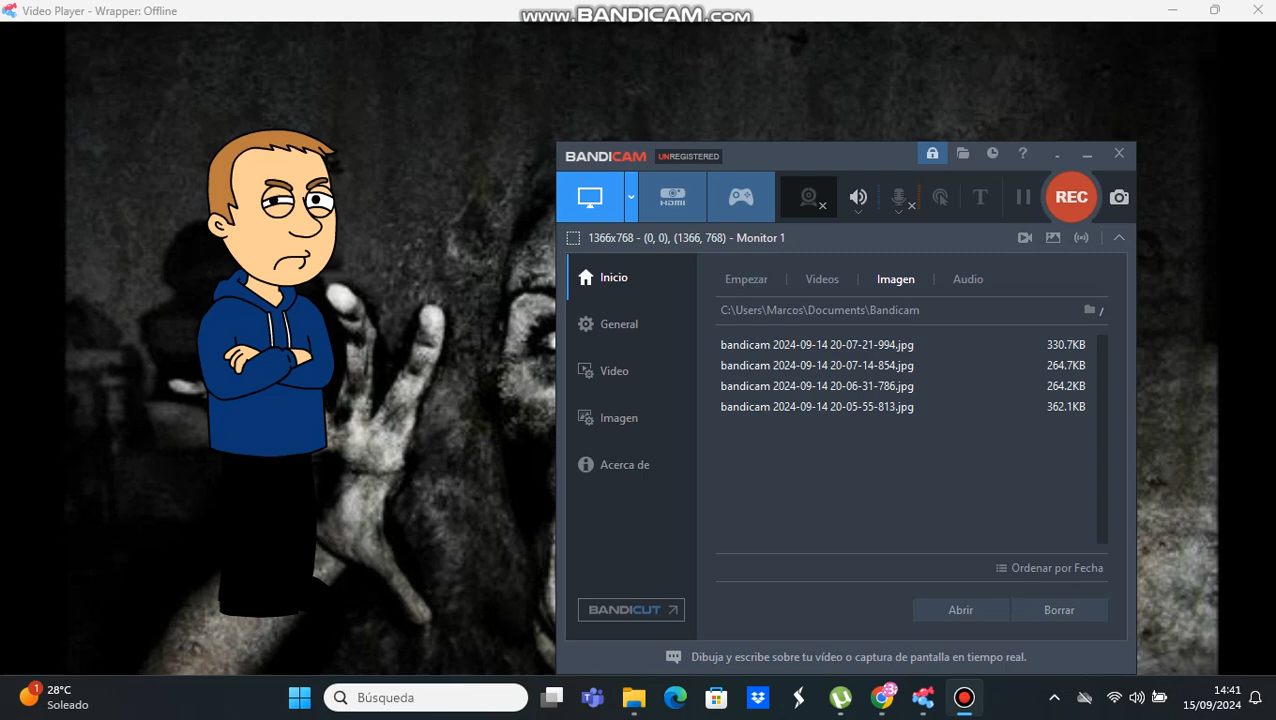 Video Player - Wrapper: Offline
www.BANDICAM.com
BANDICAM UNREGISTERED
HDMI
REC
1366x768 - (0, 0), (1366, 768) - Monitor 1
Inicio
General
Video
Imagen
Acerca de
BANDICUT
Empezar
Videos
Imagen
Audio
C:\Users\Marcos\Documents\Bandicam
bandicam 2024-09-14 20-07-21-994.jpg 330.7KB
bandicam 2024-09-14 20-07-14-854.jpg 264.7KB
bandicam 2024-09-14 20-06-31-786.jpg 264.2KB
bandicam 2024-09-14 20-05-55-813.jpg 362.1KB
Ordenar por Fecha
Abrir
Borrar
Dibuja y escribe sobre tu vídeo o captura de pantalla en tiempo real.
1
28°C
Soleado
Búsqueda
3
14:18
15/09/2024